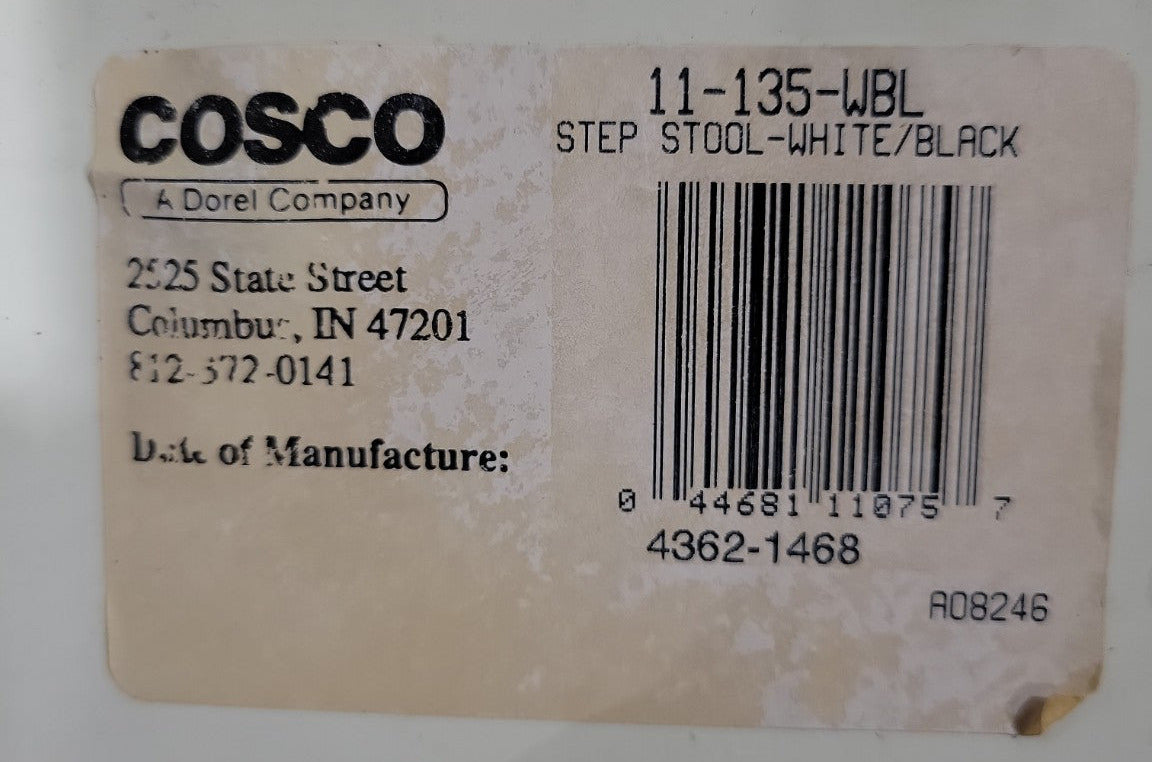 COSCO
A Dorel Company
2525 State Street
Columbus, IN 47201
812-372-0141
Date of Manufacture:
11-135-WBL
STEP STOOL-WHITE/BLACK
0 44681 11075 7
4362-1468
A08246